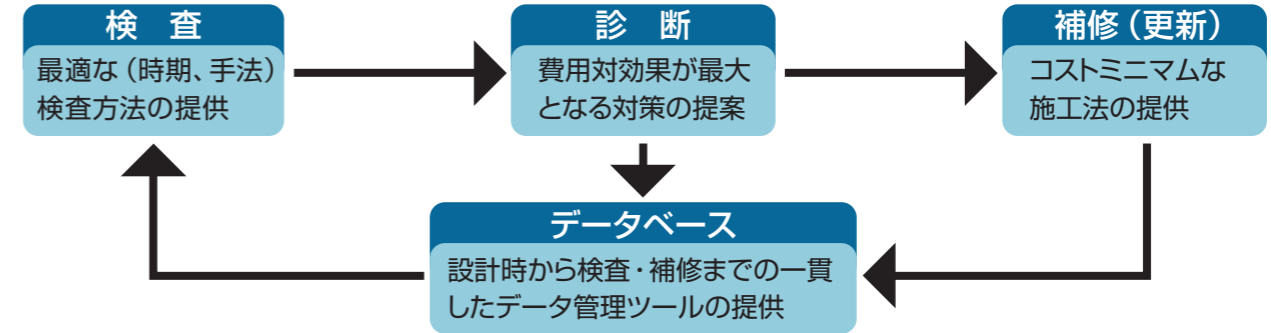 検　査
最適な（時期、手法）
検査方法の提供
診　断
費用対効果が最大
となる対策の提案
補修（更新）
コストミニマムな
施工法の提供
データベース
設計時から検査・補修までの一貫
したデータ管理ツールの提供